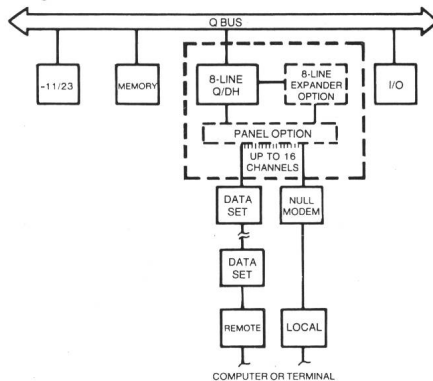 Q BUS
-11/23
MEMORY
8-LINE
Q/DH
8-LINE
EXPANDER
OPTION
I/O
PANEL OPTION
UP TO 16
CHANNELS
DATA
SET
NULL
MODEM
DATA
SET
REMOTE
LOCAL
COMPUTER OR TERMINAL